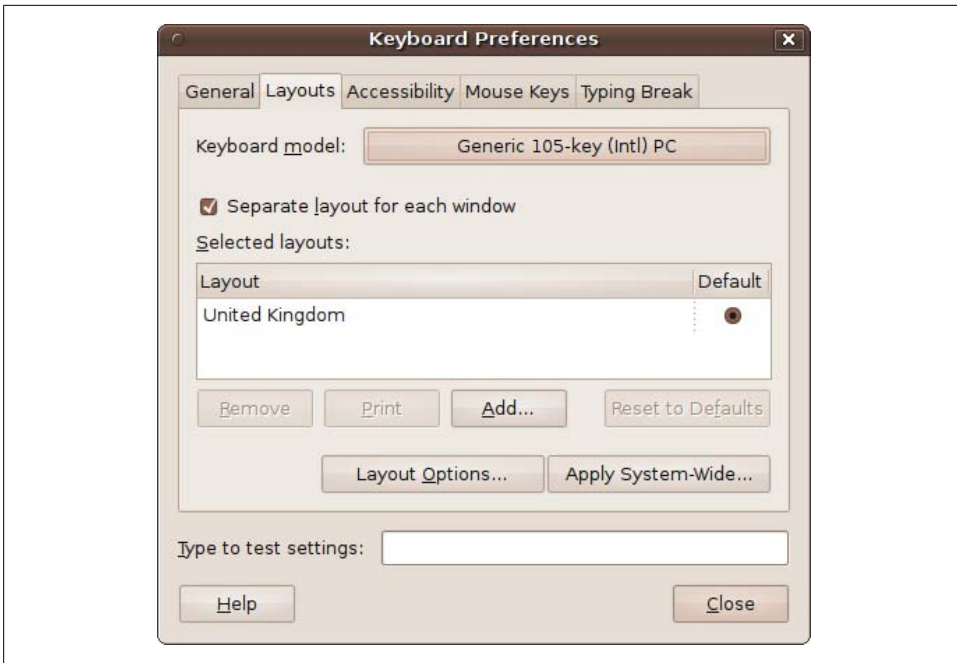 Keyboard Preferences
General Layouts Accessibility Mouse Keys Typing Break
Keyboard model: Generic 105-key (Intl) PC
Separate layout for each window
Selected layouts:
Layout Default
United Kingdom
Remove Print Add... Reset to Defaults
Layout Options... Apply System-Wide...
Type to test settings:
Help Close